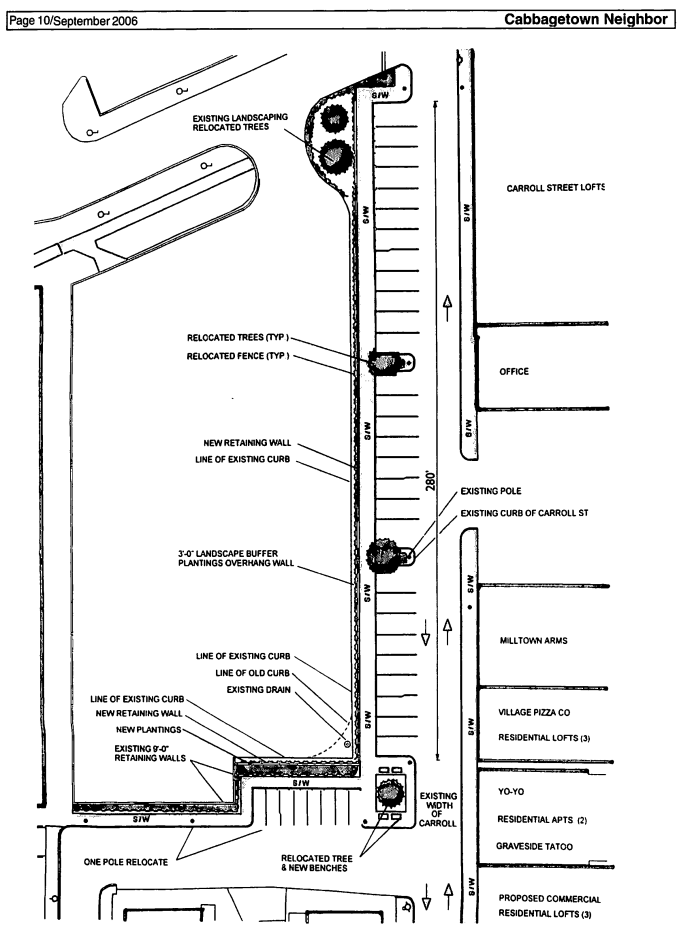 Page 10/September 2006
Cabbagetown Neighbor
S/W
EXISTING LANDSCAPING
RELOCATED TREES
CARROLL STREET LOFTS
S/W
S/W
RELOCATED TREES (TYP )
RELOCATED FENCE (TYP )
OFFICE
S/W
S/W
NEW RETAINING WALL
LINE OF EXISTING CURB
280'
EXISTING POLE
EXISTING CURB OF CARROLL ST
3'-0" LANDSCAPE BUFFER
PLANTINGS OVERHANG WALL
S/W
S/W
MILLTOWN ARMS
LINE OF EXISTING CURB
LINE OF OLD CURB
EXISTING DRAIN
LINE OF EXISTING CURB
NEW RETAINING WALL
NEW PLANTINGS
EXISTING 9'-0"
RETAINING WALLS
S/W
VILLAGE PIZZA CO
RESIDENTIAL LOFTS (3)
S/W
S/W
EXISTING
WIDTH
OF
CARROLL
YO-YO
RESIDENTIAL APTS (2)
GRAVESIDE TATOO
ONE POLE RELOCATE
RELOCATED TREE
& NEW BENCHES
S/W
PROPOSED COMMERCIAL
RESIDENTIAL LOFTS (3)